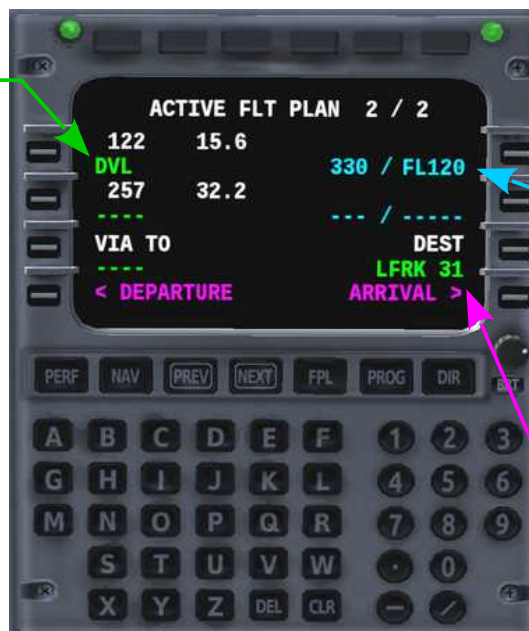 ACTIVE FLT PLAN 2 / 2
122 15.6
DVL 330 / FL120
257 32.2
---- --- / -----
VIA TO DEST
---- LFRK 31
< DEPARTURE ARRIVAL >
PERF NAV PREV NEXT FPL PROG DIR BRT
A B C D E F 1 2 3
G H I J K L 4 5 6
M N O P Q R 7 8 9
S T U V W · 0
X Y Z DEL CLR − /